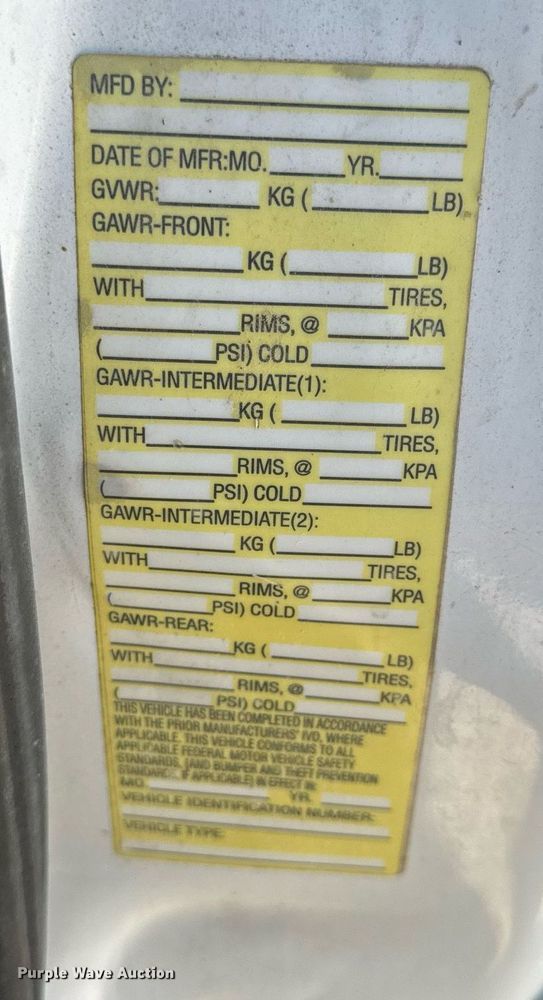 MFD BY:
DATE OF MFR:MO. YR.
GVWR: KG ( LB)
GAWR-FRONT:
KG ( LB)
WITH TIRES,
RIMS, @ KPA
( PSI) COLD
GAWR-INTERMEDIATE(1):
KG ( LB)
WITH TIRES,
RIMS, @ KPA
( PSI) COLD
GAWR-INTERMEDIATE(2):
KG ( LB)
WITH TIRES,
RIMS, @ KPA
( PSI) COLD
GAWR-REAR:
KG ( LB)
WITH TIRES,
RIMS, @ KPA
( PSI) COLD
THIS VEHICLE HAS BEEN COMPLETED IN ACCORDANCE
WITH THE PRIOR MANUFACTURERS' IVD, WHERE
APPLICABLE. THIS VEHICLE CONFORMS TO ALL
APPLICABLE FEDERAL MOTOR VEHICLE SAFETY
STANDARDS, [AND BUMPER AND THEFT PREVENTION
STANDARDS, IF APPLICABLE] IN EFFECT IN:
MO. YR.
VEHICLE IDENTIFICATION NUMBER:
VEHICLE TYPE:
Purple Wave Auction